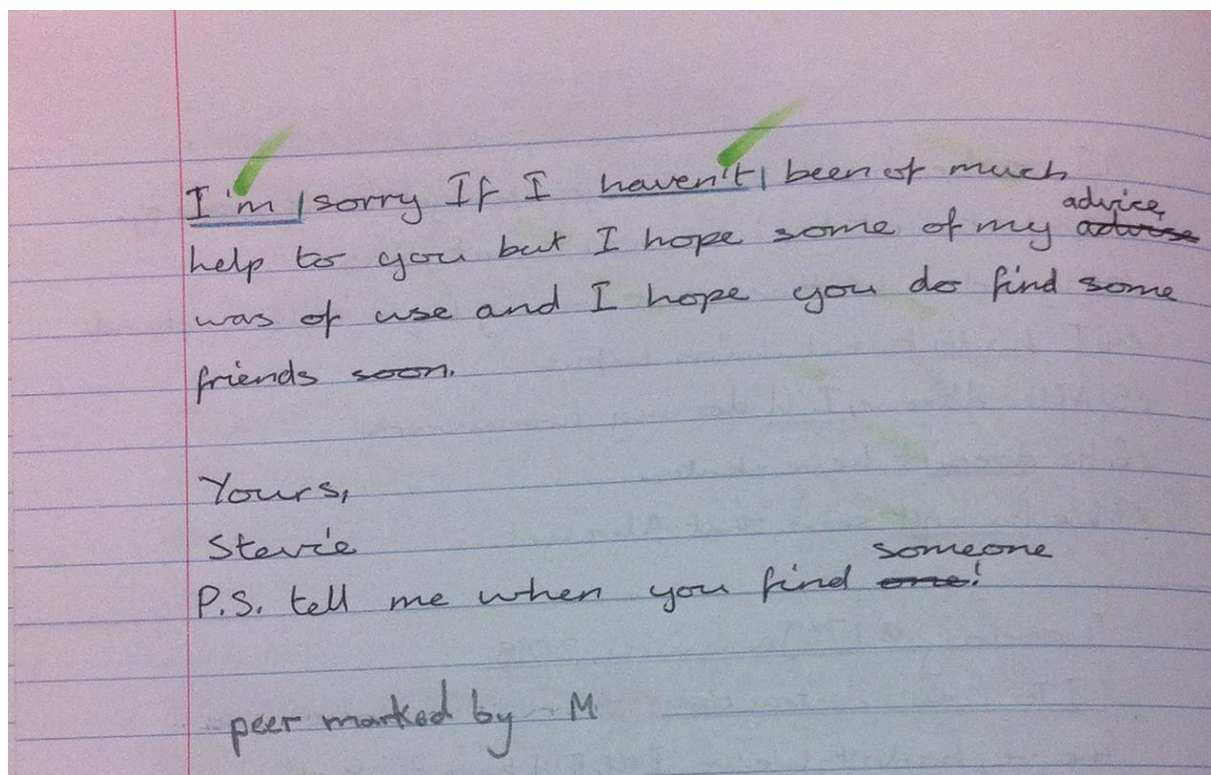 I'm sorry If I haven't been of much
help to you but I hope some of my advice
was of use and I hope you do find some
friends soon.
Yours,
Stevie
P.S. tell me when you find someone!
peer marked by M